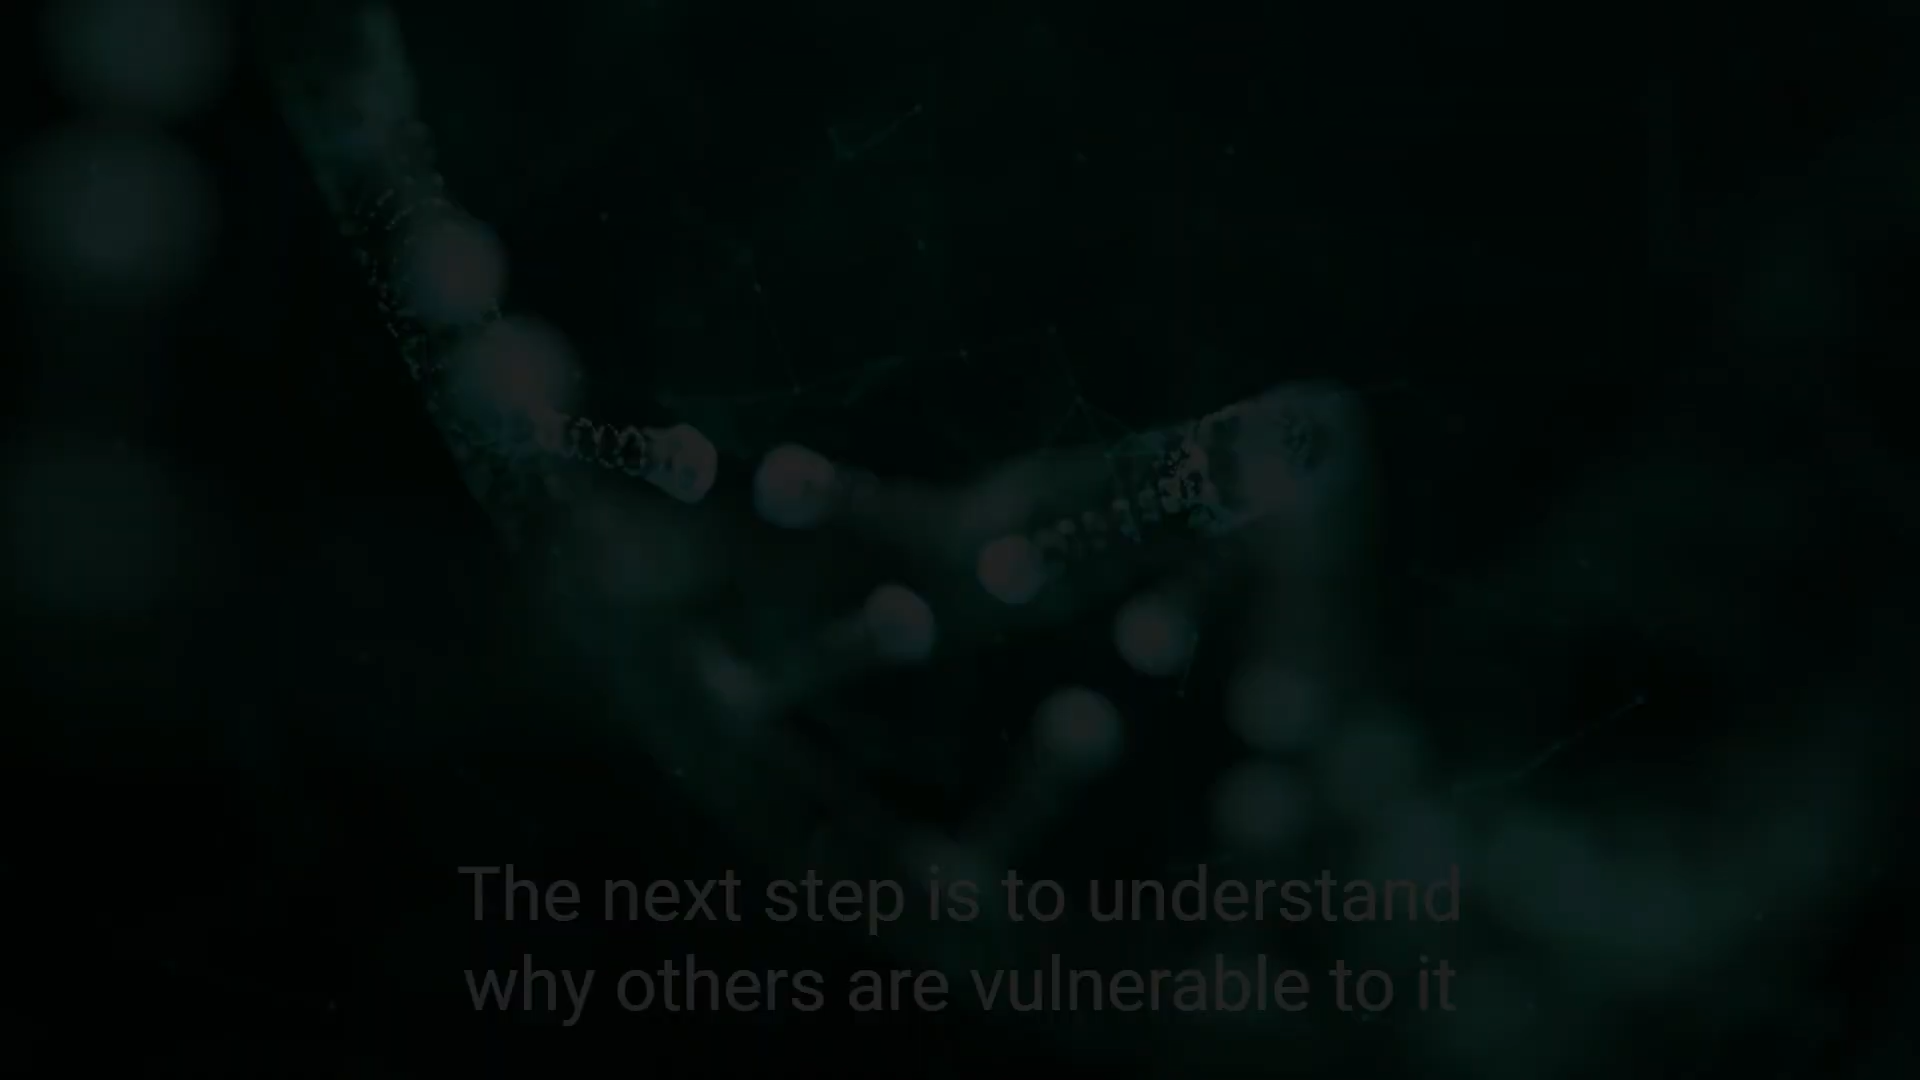 The next step is to understand
why others are vulnerable to it